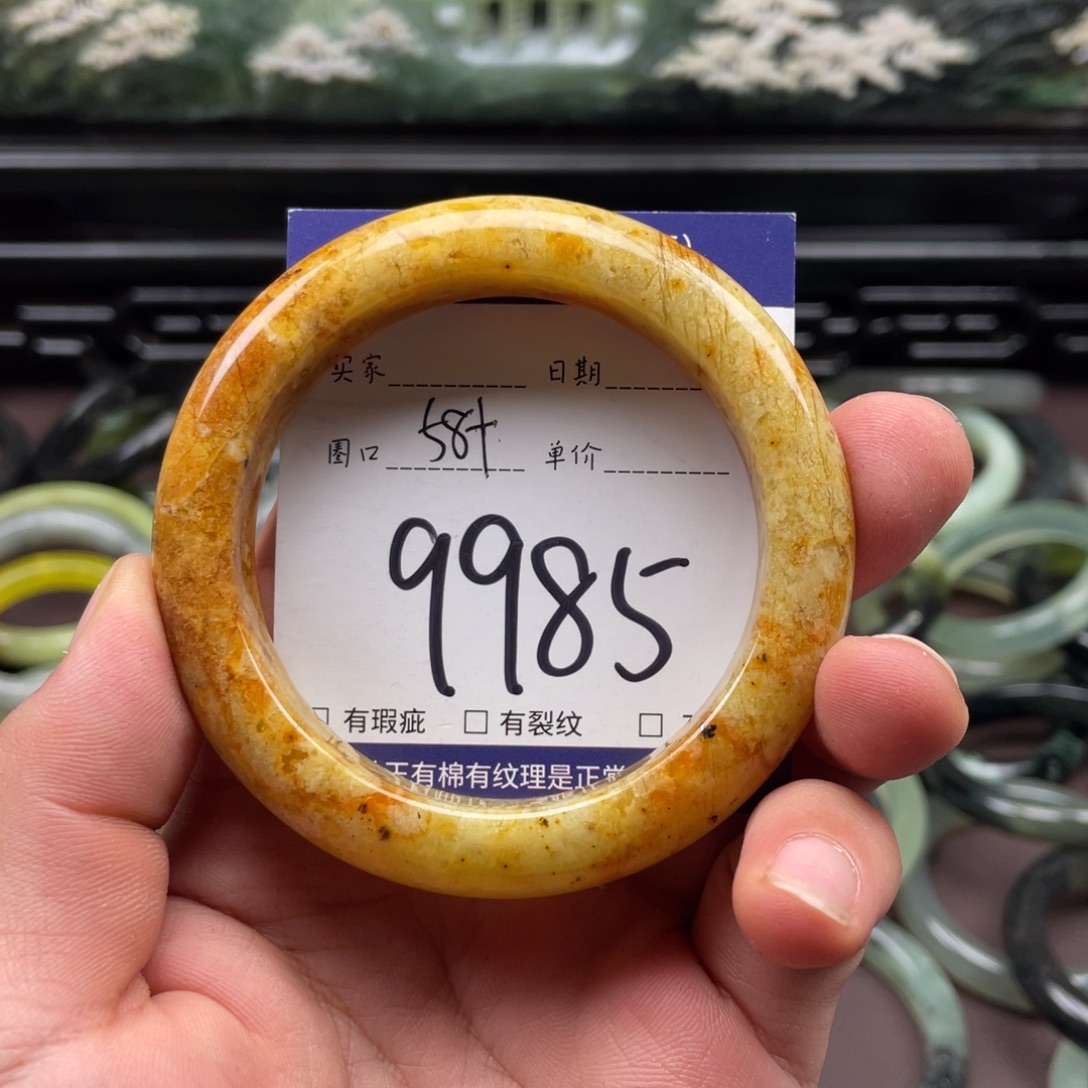 买家 日期
圈口 58+ 单价
9985
□ 有瑕疵 □ 有裂纹 □
玉有棉有纹理是正常